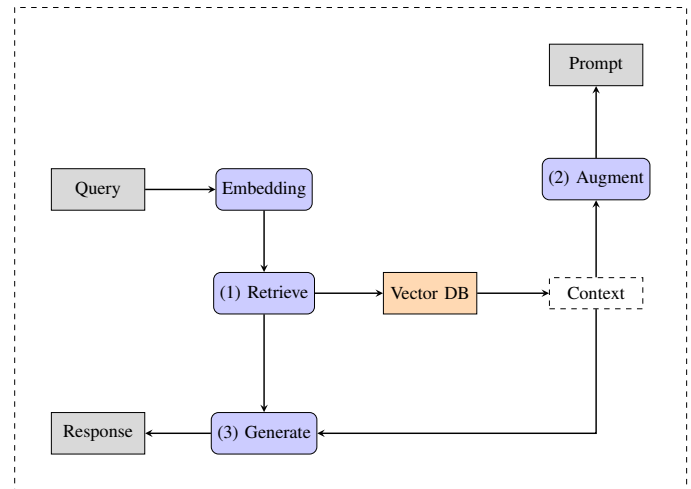 Prompt
Query
Embedding
(2) Augment
(1) Retrieve
Vector DB
Context
Response
(3) Generate